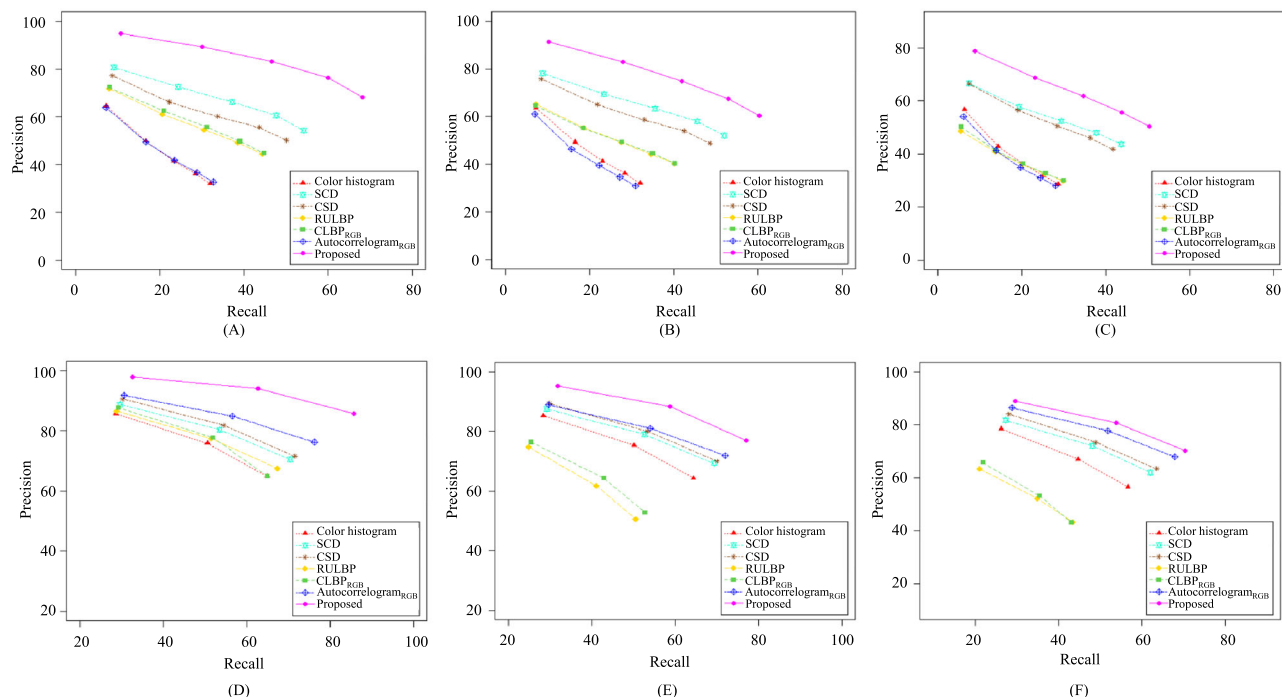 100
80
60
40
20
0
Precision
0
20
40
60
80
Recall
(A)
Color histogram
SCD
CSD
RULBP
CLBPRGB
AutocorrelogramRGB
Proposed
100
80
60
40
20
0
Precision
0
20
40
60
80
Recall
(B)
Color histogram
SCD
CSD
RULBP
CLBPRGB
AutocorrelogramRGB
Proposed
80
60
40
20
0
Precision
0
20
40
60
80
Recall
(C)
Color histogram
SCD
CSD
RULBP
CLBPRGB
AutocorrelogramRGB
Proposed
100
80
60
40
20
Precision
20
40
60
80
100
Recall
(D)
Color histogram
SCD
CSD
RULBP
CLBPRGB
AutocorrelogramRGB
Proposed
100
80
60
40
20
Precision
20
40
60
80
100
Recall
(E)
Color histogram
SCD
CSD
RULBP
CLBPRGB
AutocorrelogramRGB
Proposed
100
80
60
40
20
Precision
20
40
60
80
Recall
(F)
Color histogram
SCD
CSD
RULBP
CLBPRGB
AutocorrelogramRGB
Proposed